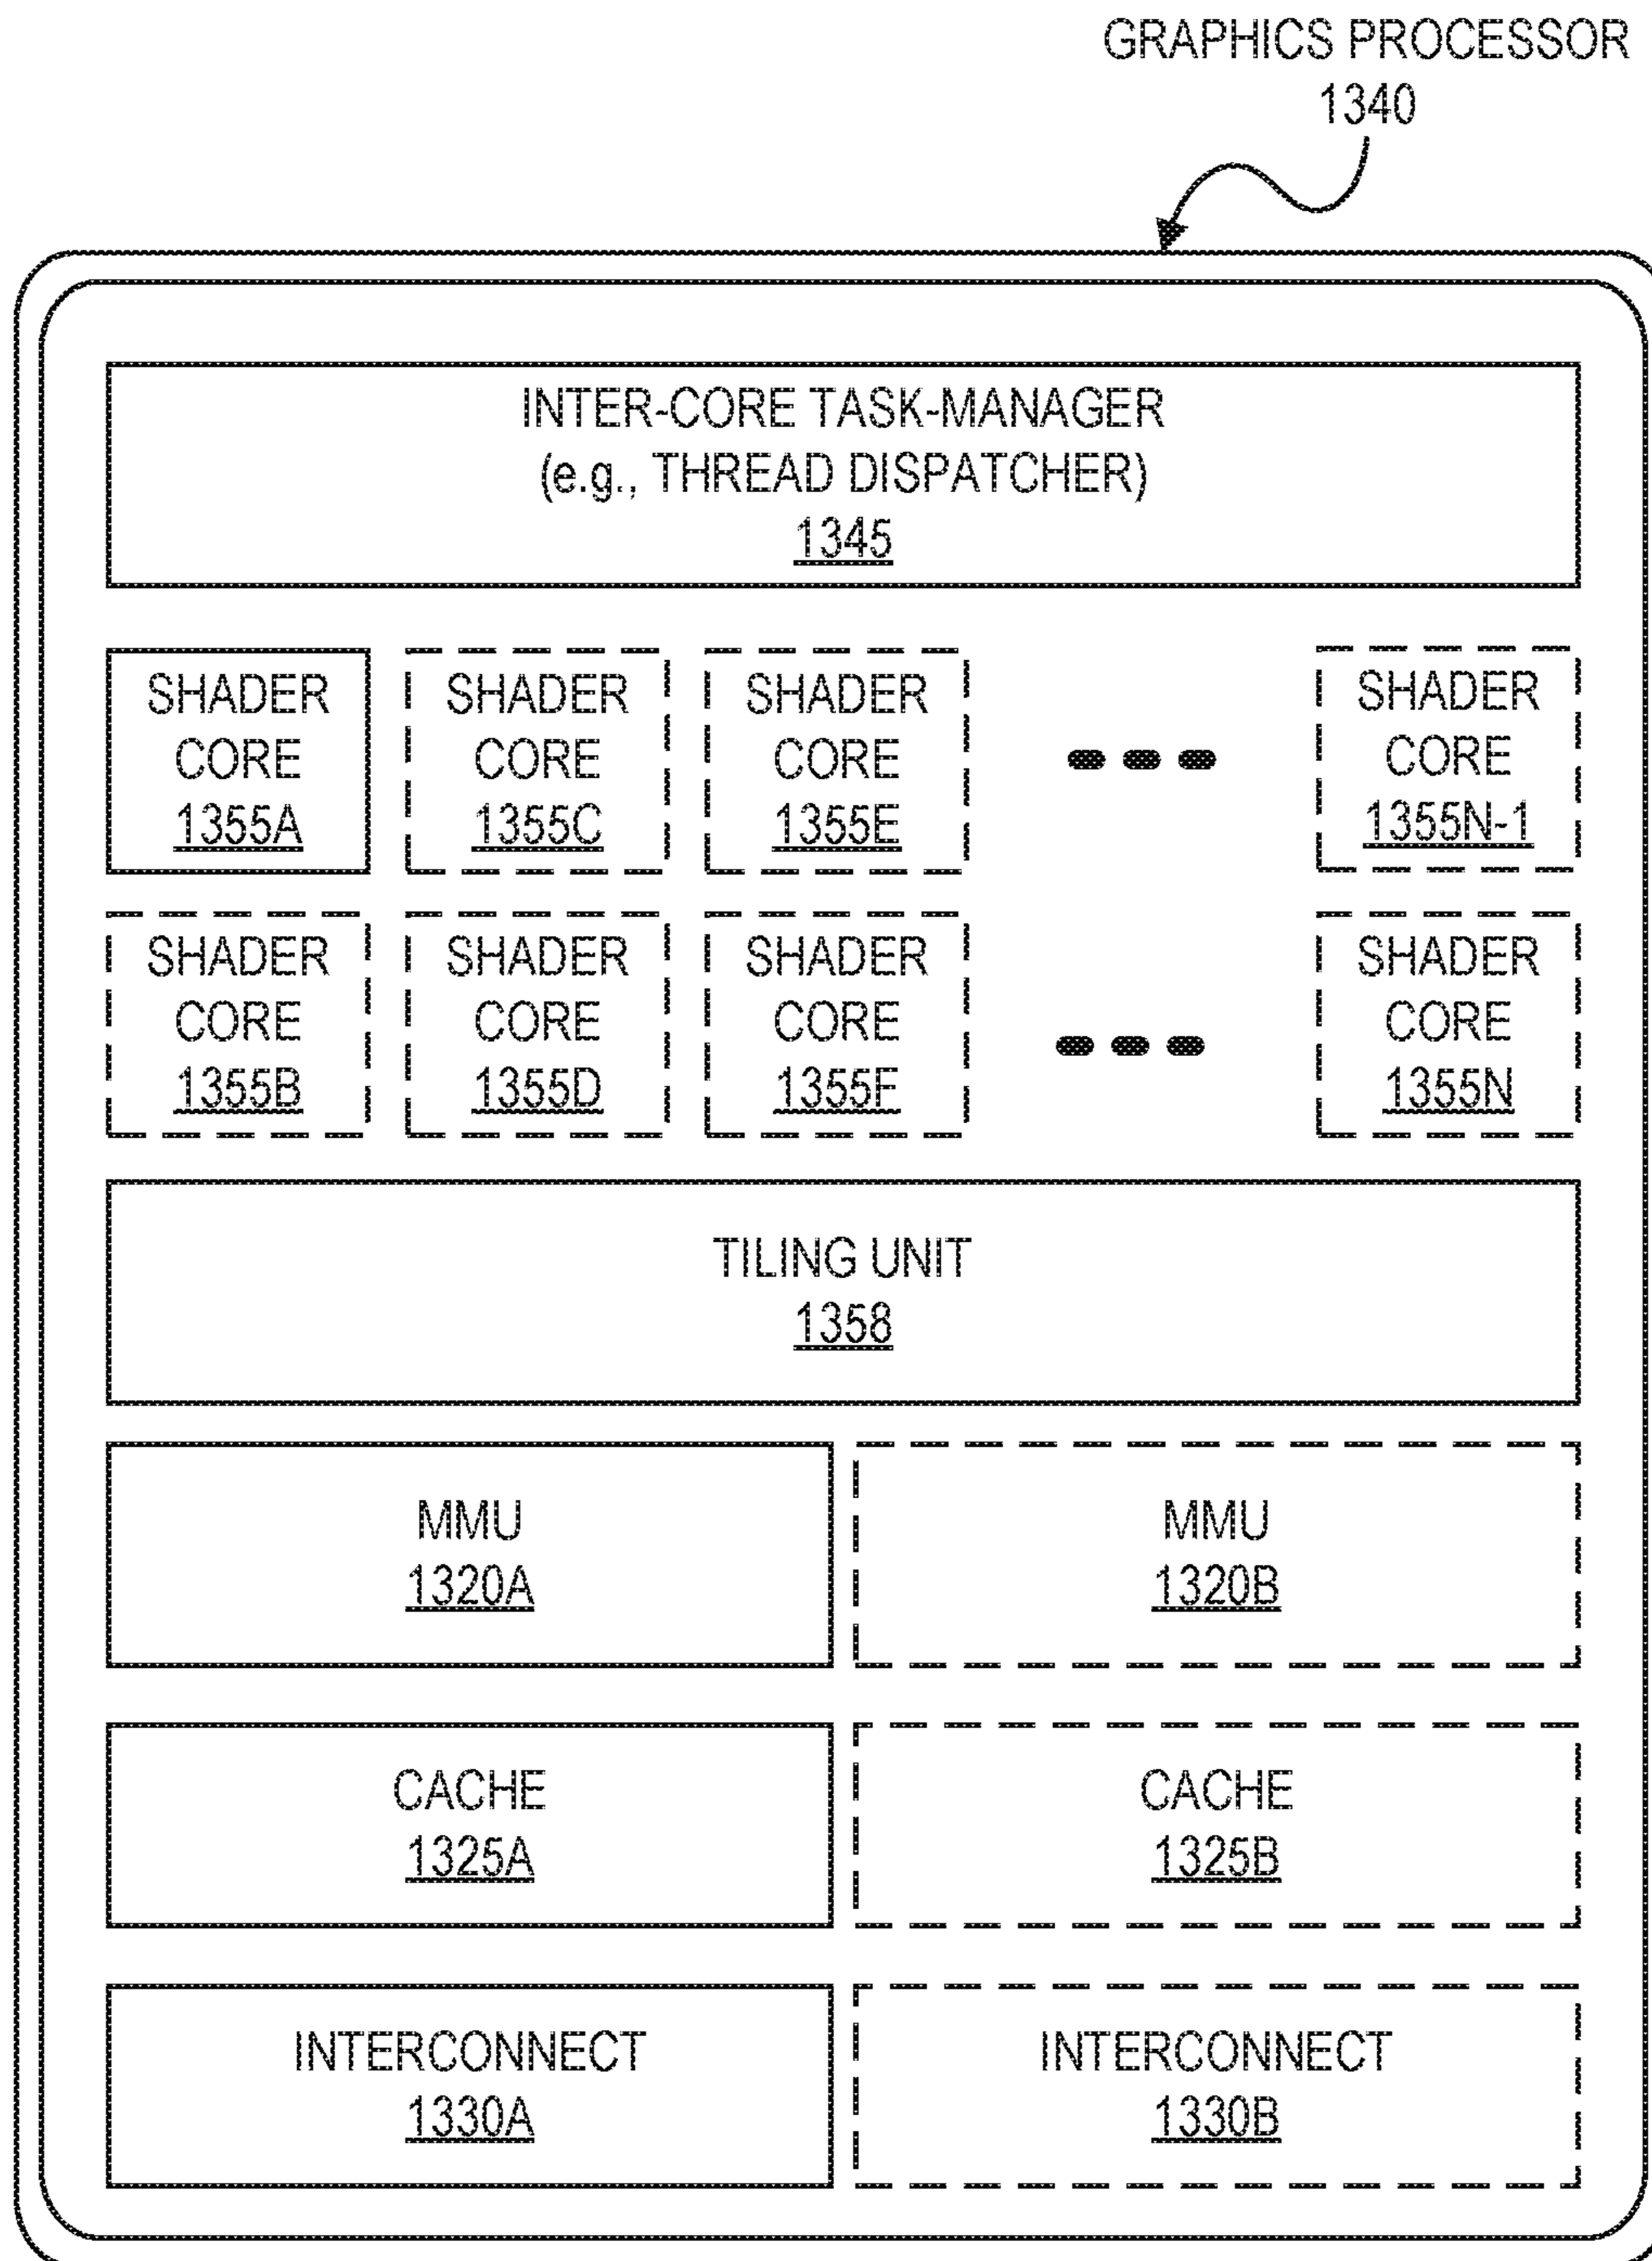 GRAPHICS PROCESSOR
1340
INTER-CORE TASK-MANAGER
(e.g., THREAD DISPATCHER)
1345
SHADER
CORE
1355A
SHADER
CORE
1355C
SHADER
CORE
1355E
SHADER
CORE
1355N-1
SHADER
CORE
1355B
SHADER
CORE
1355D
SHADER
CORE
1355F
SHADER
CORE
1355N
TILING UNIT
1358
MMU
1320A
MMU
1320B
CACHE
1325A
CACHE
1325B
INTERCONNECT
1330A
INTERCONNECT
1330B